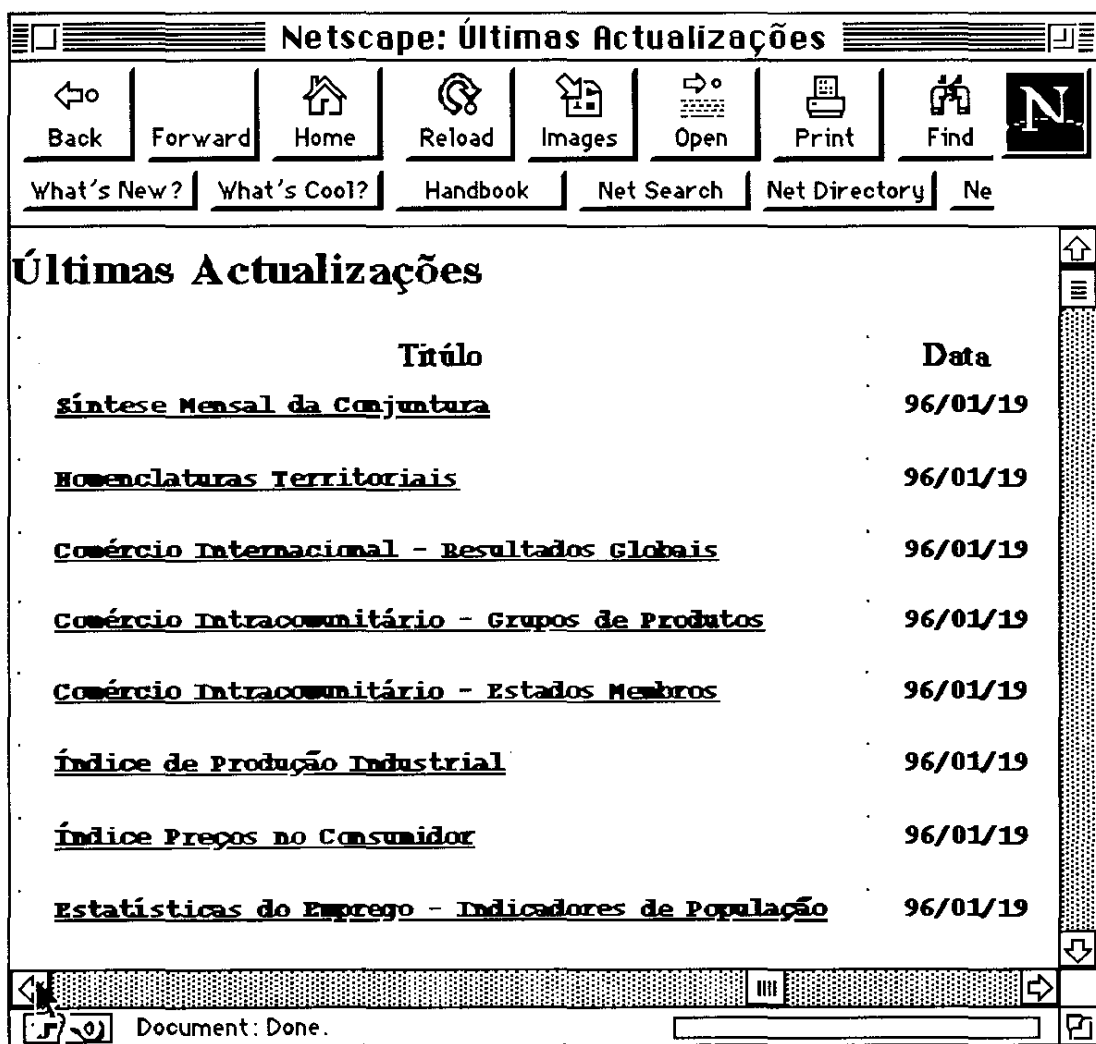 Netscape: Últimas Actualizações
Back Forward Home Reload Images Open Print Find N
What's New? What's Cool? Handbook Net Search Net Directory Ne
Últimas Actualizações
Titúlo Data
Síntese Mensal da Conjuntura 96/01/19
Nomenclaturas Territoriais 96/01/19
Comércio Internacional - Resultados Globais 96/01/19
Comércio Intracomunitário - Grupos de Produtos 96/01/19
Comércio Intracomunitário - Estados Membros 96/01/19
Índice de Produção Industrial 96/01/19
Índice Preços no Consumidor 96/01/19
Estatísticas do Emprego - Indicadores de População 96/01/19
Document: Done.